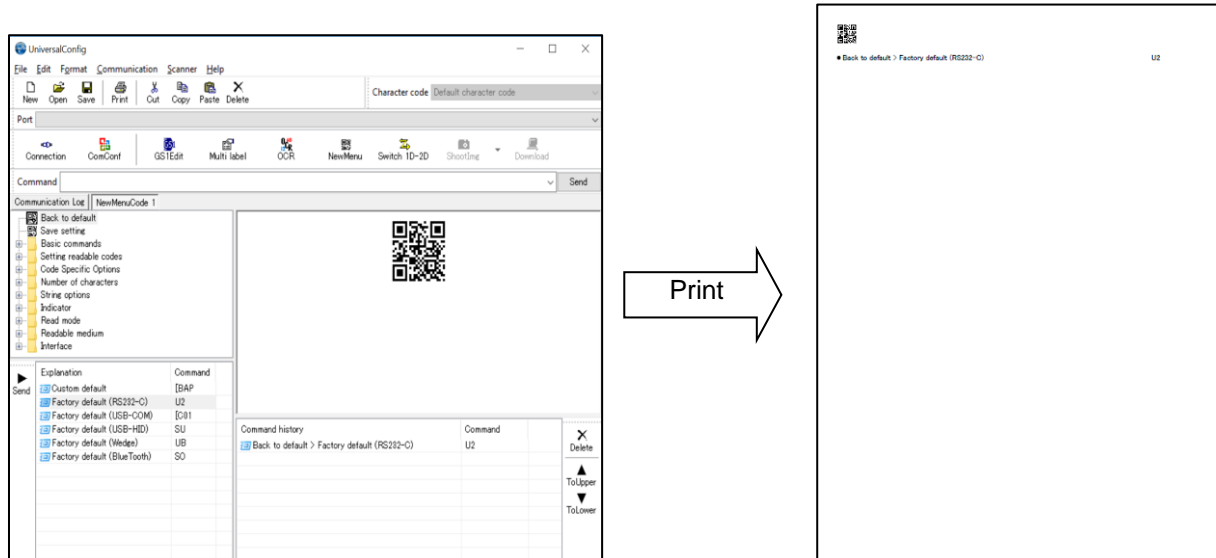 UniversalConfig
File Edit Format Communication Scanner Help
New Open Save Print Cut Copy Paste Delete
Character code Default character code
Port
Connection ComConf GS1Edit Multi label OCR NewMenu Switch 1D-2D ShootImg Download
Command Send
Communication Log NewMenuCode 1
Back to default
Save setting
Basic commands
Setting readable codes
Code Specific Options
Number of characters
String options
Indicator
Read mode
Readable medium
Interface
Send
Explanation Command
Custom default [BAP
Factory default (RS232-C) U2
Factory default (USB-COM) [C01
Factory default (USB-HID) SU
Factory default (Wedge) UB
Factory default (BlueTooth) SO
Command history Command
Back to default > Factory default (RS232-C) U2
Delete
ToUpper
ToLower
Print
● Back to default > Factory default (RS232-C) U2